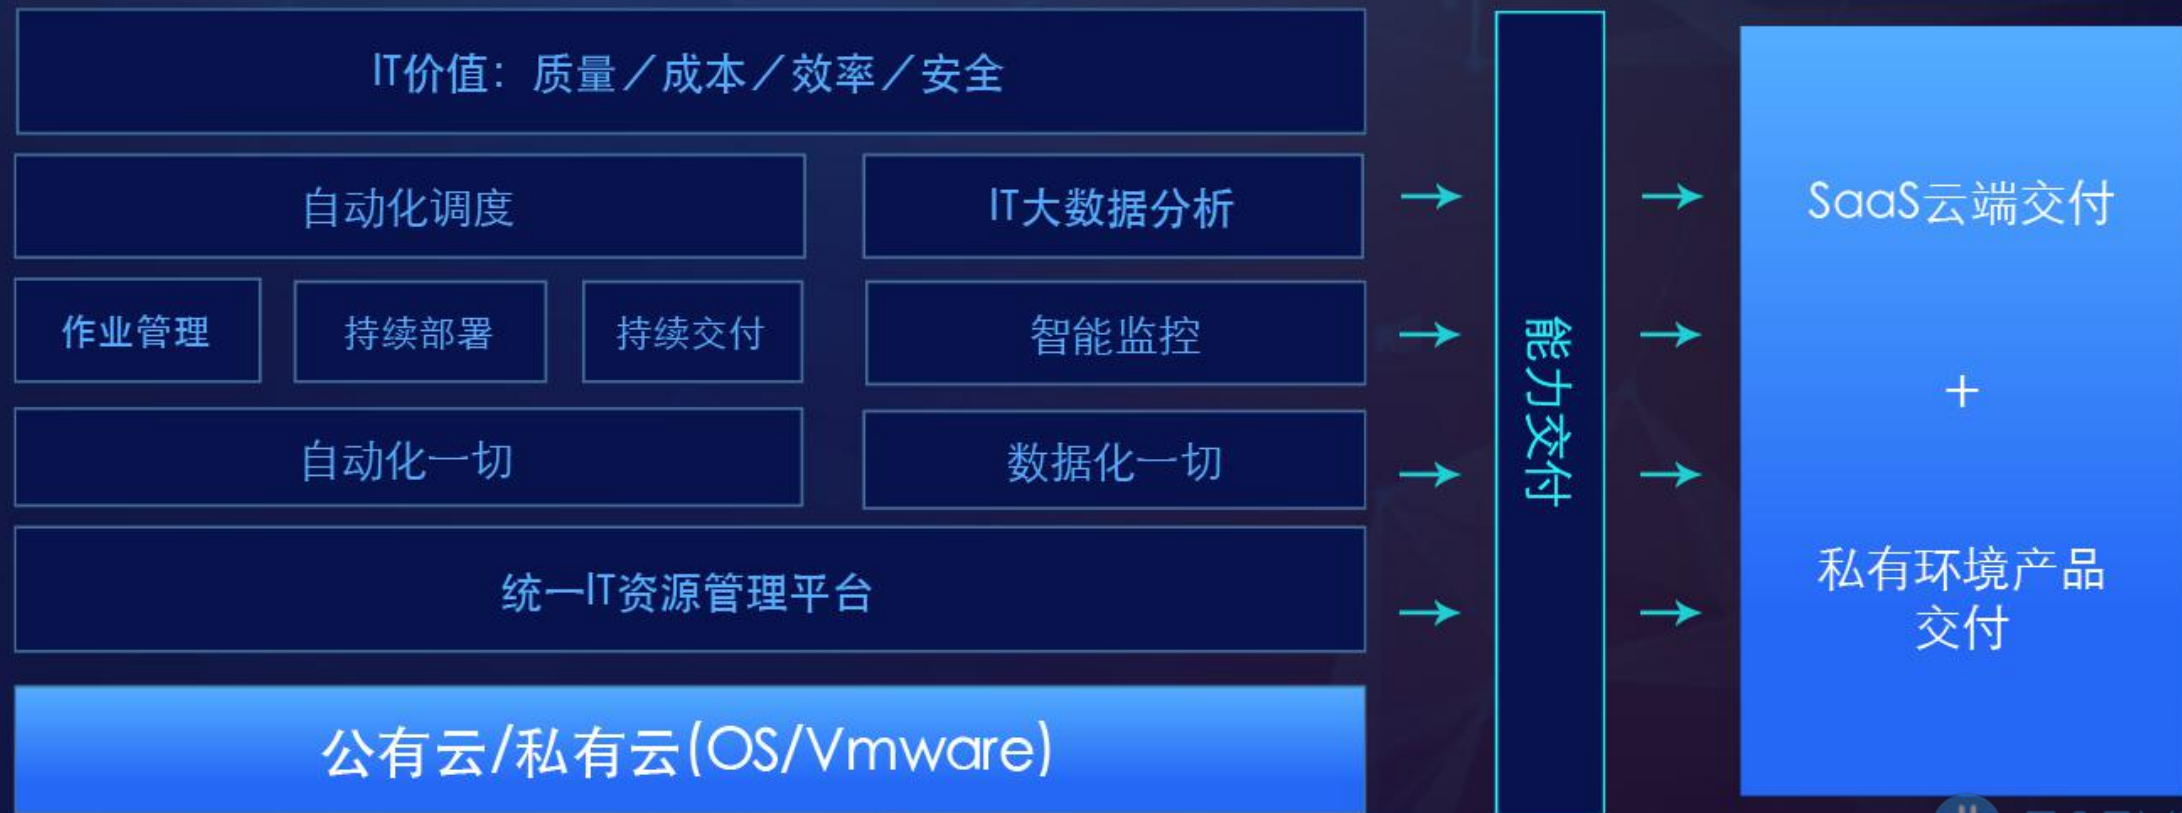 IT价值：质量／成本／效率／安全
自动化调度
IT大数据分析
作业管理
持续部署
持续交付
智能监控
自动化一切
数据化一切
统一IT资源管理平台
公有云/私有云(OS/Vmware)
能力交付
SaaS云端交付
+
私有环境产品
交付